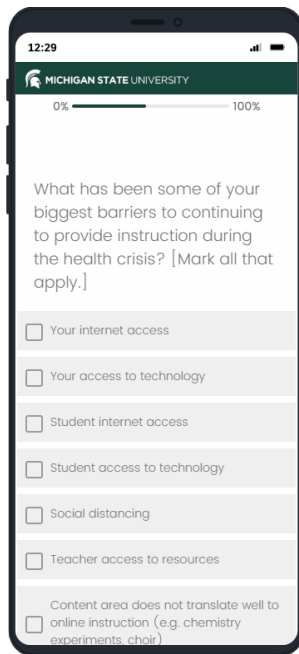 12:29
MICHIGAN STATE UNIVERSITY
0% 100%
What has been some of your
biggest barriers to continuing
to provide instruction during
the health crisis? [Mark all that
apply.]
Your internet access
Your access to technology
Student internet access
Student access to technology
Social distancing
Teacher access to resources
Content area does not translate well to
online instruction (e.g. chemistry
experiments, choir)